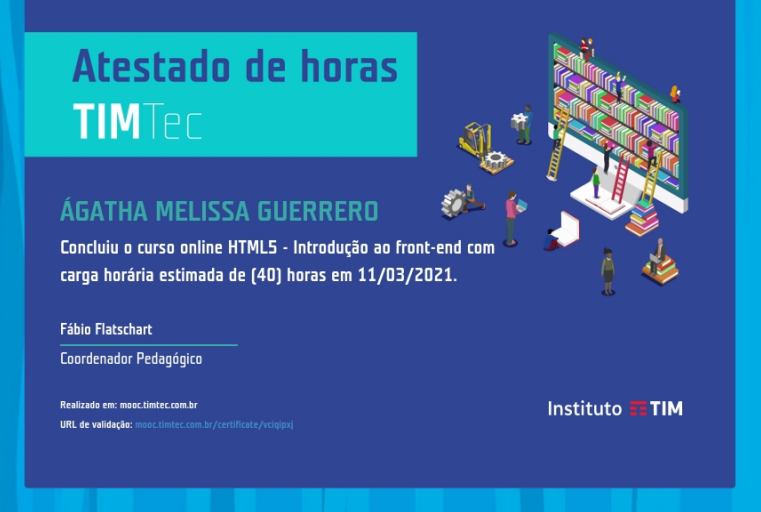 Atestado de horas
TIMTec
ÁGATHA MELISSA GUERRERO
Concluiu o curso online HTML5 - Introdução ao front-end com
carga horária estimada de (40) horas em 11/03/2021.
Fábio Flatschart
Coordenador Pedagógico
Realizado em: mooc.timtec.com.br
URL de validação: mooc.timtec.com.br/certificate/vciqipxj
Instituto TIM